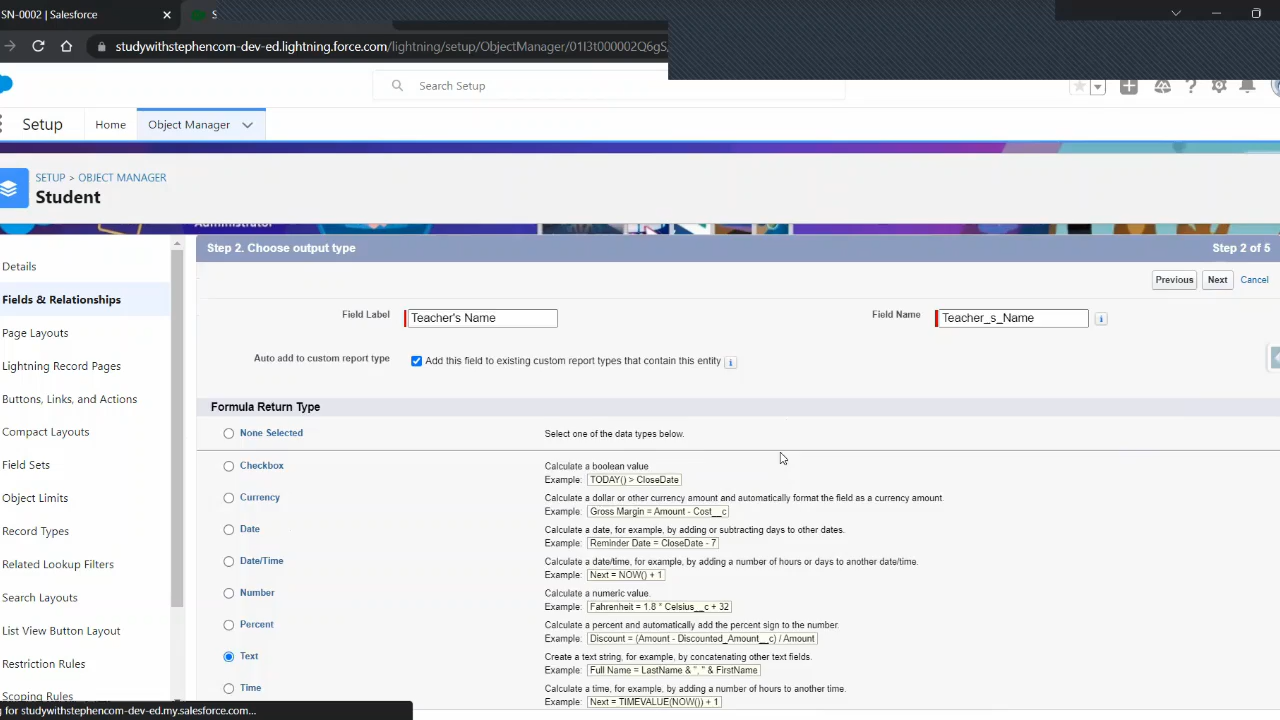 SN-0002 | Salesforce
S
studywithstephencom-dev-ed.lightning.force.com/lightning/setup/ObjectManager/01I3t000002Q6gS
Search Setup
Setup
Home
Object Manager
SETUP > OBJECT MANAGER
Student
Administrator
Details
Fields & Relationships
Page Layouts
Lightning Record Pages
Buttons, Links, and Actions
Compact Layouts
Field Sets
Object Limits
Record Types
Related Lookup Filters
Search Layouts
List View Button Layout
Restriction Rules
Scoping Rules
Step 2. Choose output type
Step 2 of 5
Previous
Next
Cancel
Field Label
Teacher's Name
Field Name
Teacher_s_Name
i
Auto add to custom report type
Add this field to existing custom report types that contain this entity
i
Formula Return Type
None Selected
Select one of the data types below.
Checkbox
Calculate a boolean value
Example: TODAY() > CloseDate
Currency
Calculate a dollar or other currency amount and automatically format the field as a currency amount.
Example: Gross Margin = Amount - Cost__c
Date
Calculate a date, for example, by adding or subtracting days to other dates.
Example: Reminder Date = CloseDate - 7
Date/Time
Calculate a date/time, for example, by adding a number of hours or days to another date/time.
Example: Next = NOW() + 1
Number
Calculate a numeric value.
Example: Fahrenheit = 1.8 * Celsius__c + 32
Percent
Calculate a percent and automatically add the percent sign to the number.
Example: Discount = (Amount - Discounted_Amount__c) / Amount
Text
Create a text string, for example, by concatenating other text fields.
Example: Full Name = LastName & ", " & FirstName
Time
Calculate a time, for example, by adding a number of hours to another time.
Example: Next = TIMEVALUE(NOW()) + 1
g for studywithstephencom-dev-ed.my.salesforce.com...